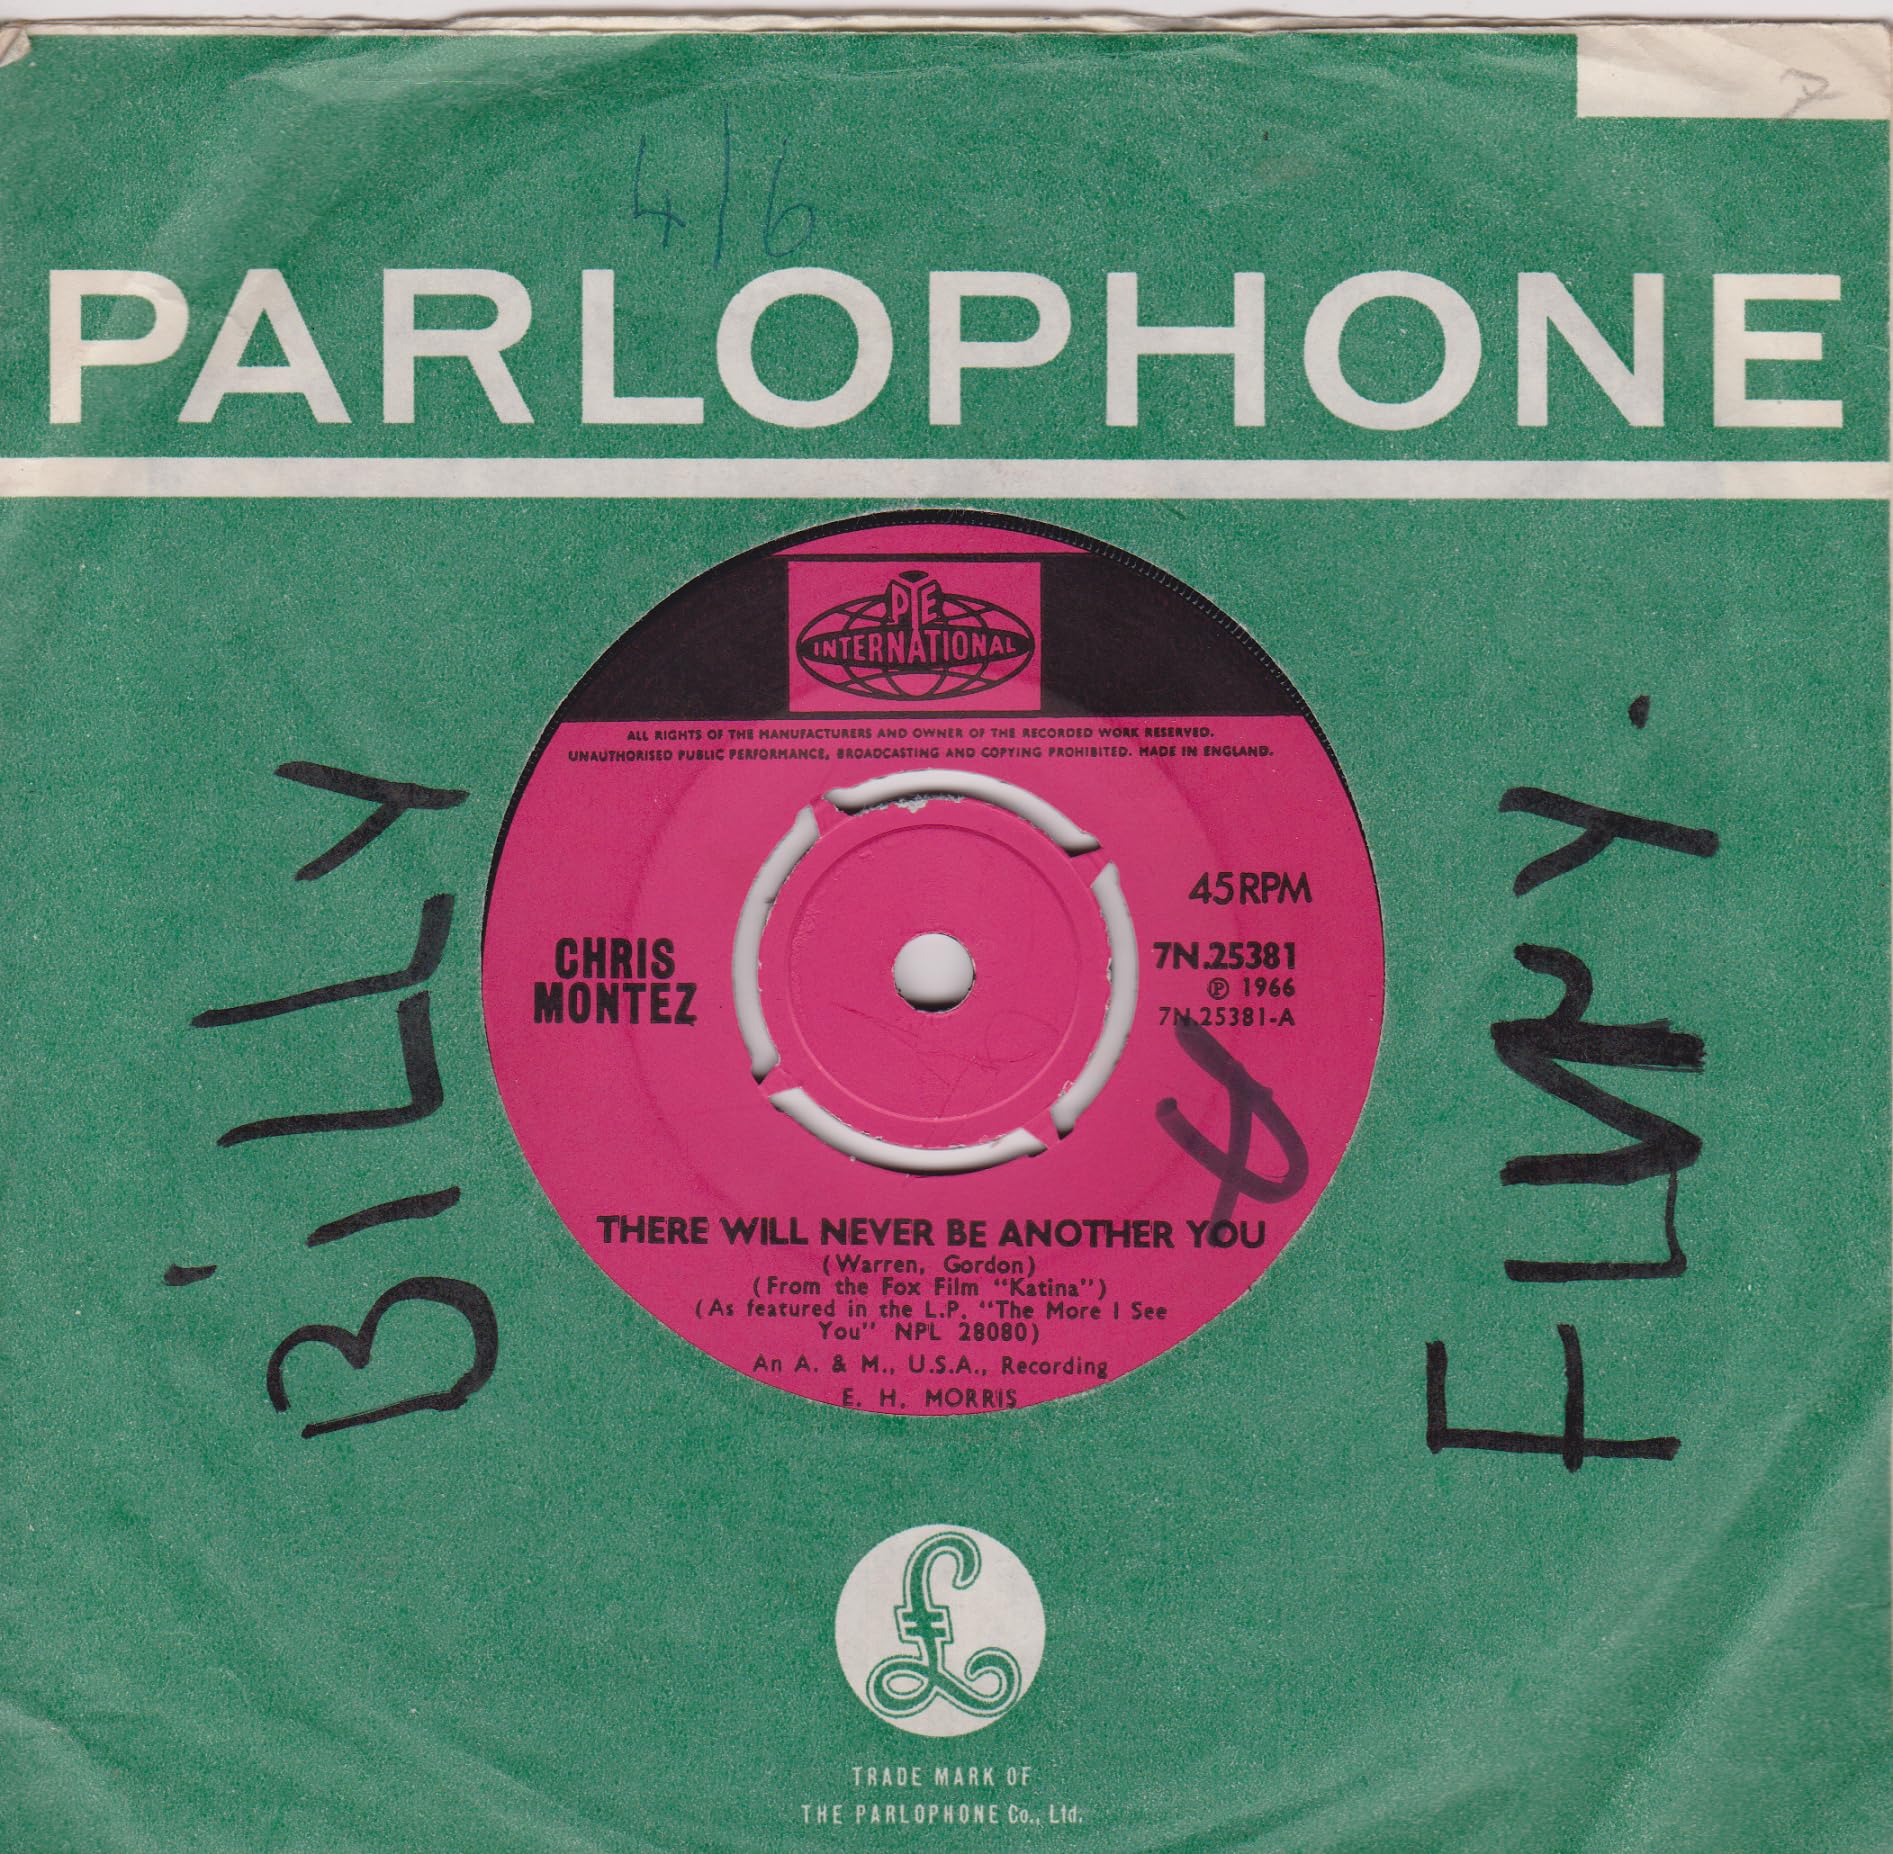 4/6
PARLOPHONE
PYE
INTERNATIONAL
ALL RIGHTS OF THE MANUFACTURERS AND OWNER OF THE RECORDED WORK RESERVED.
UNAUTHORISED PUBLIC PERFORMANCE, BROADCASTING AND COPYING PROHIBITED. MADE IN ENGLAND.
45 RPM
CHRIS
MONTEZ
7N.25381
℗ 1966
7N.25381-A
BILLY
THERE WILL NEVER BE ANOTHER YOU
(Warren, Gordon)
(From the Fox Film "Katina")
(As featured in the L.P. "The More I See
You" NPL 28080)
An A. & M., U.S.A., Recording
E. H. MORRIS
£
TRADE MARK OF
THE PARLOPHONE Co., Ltd.